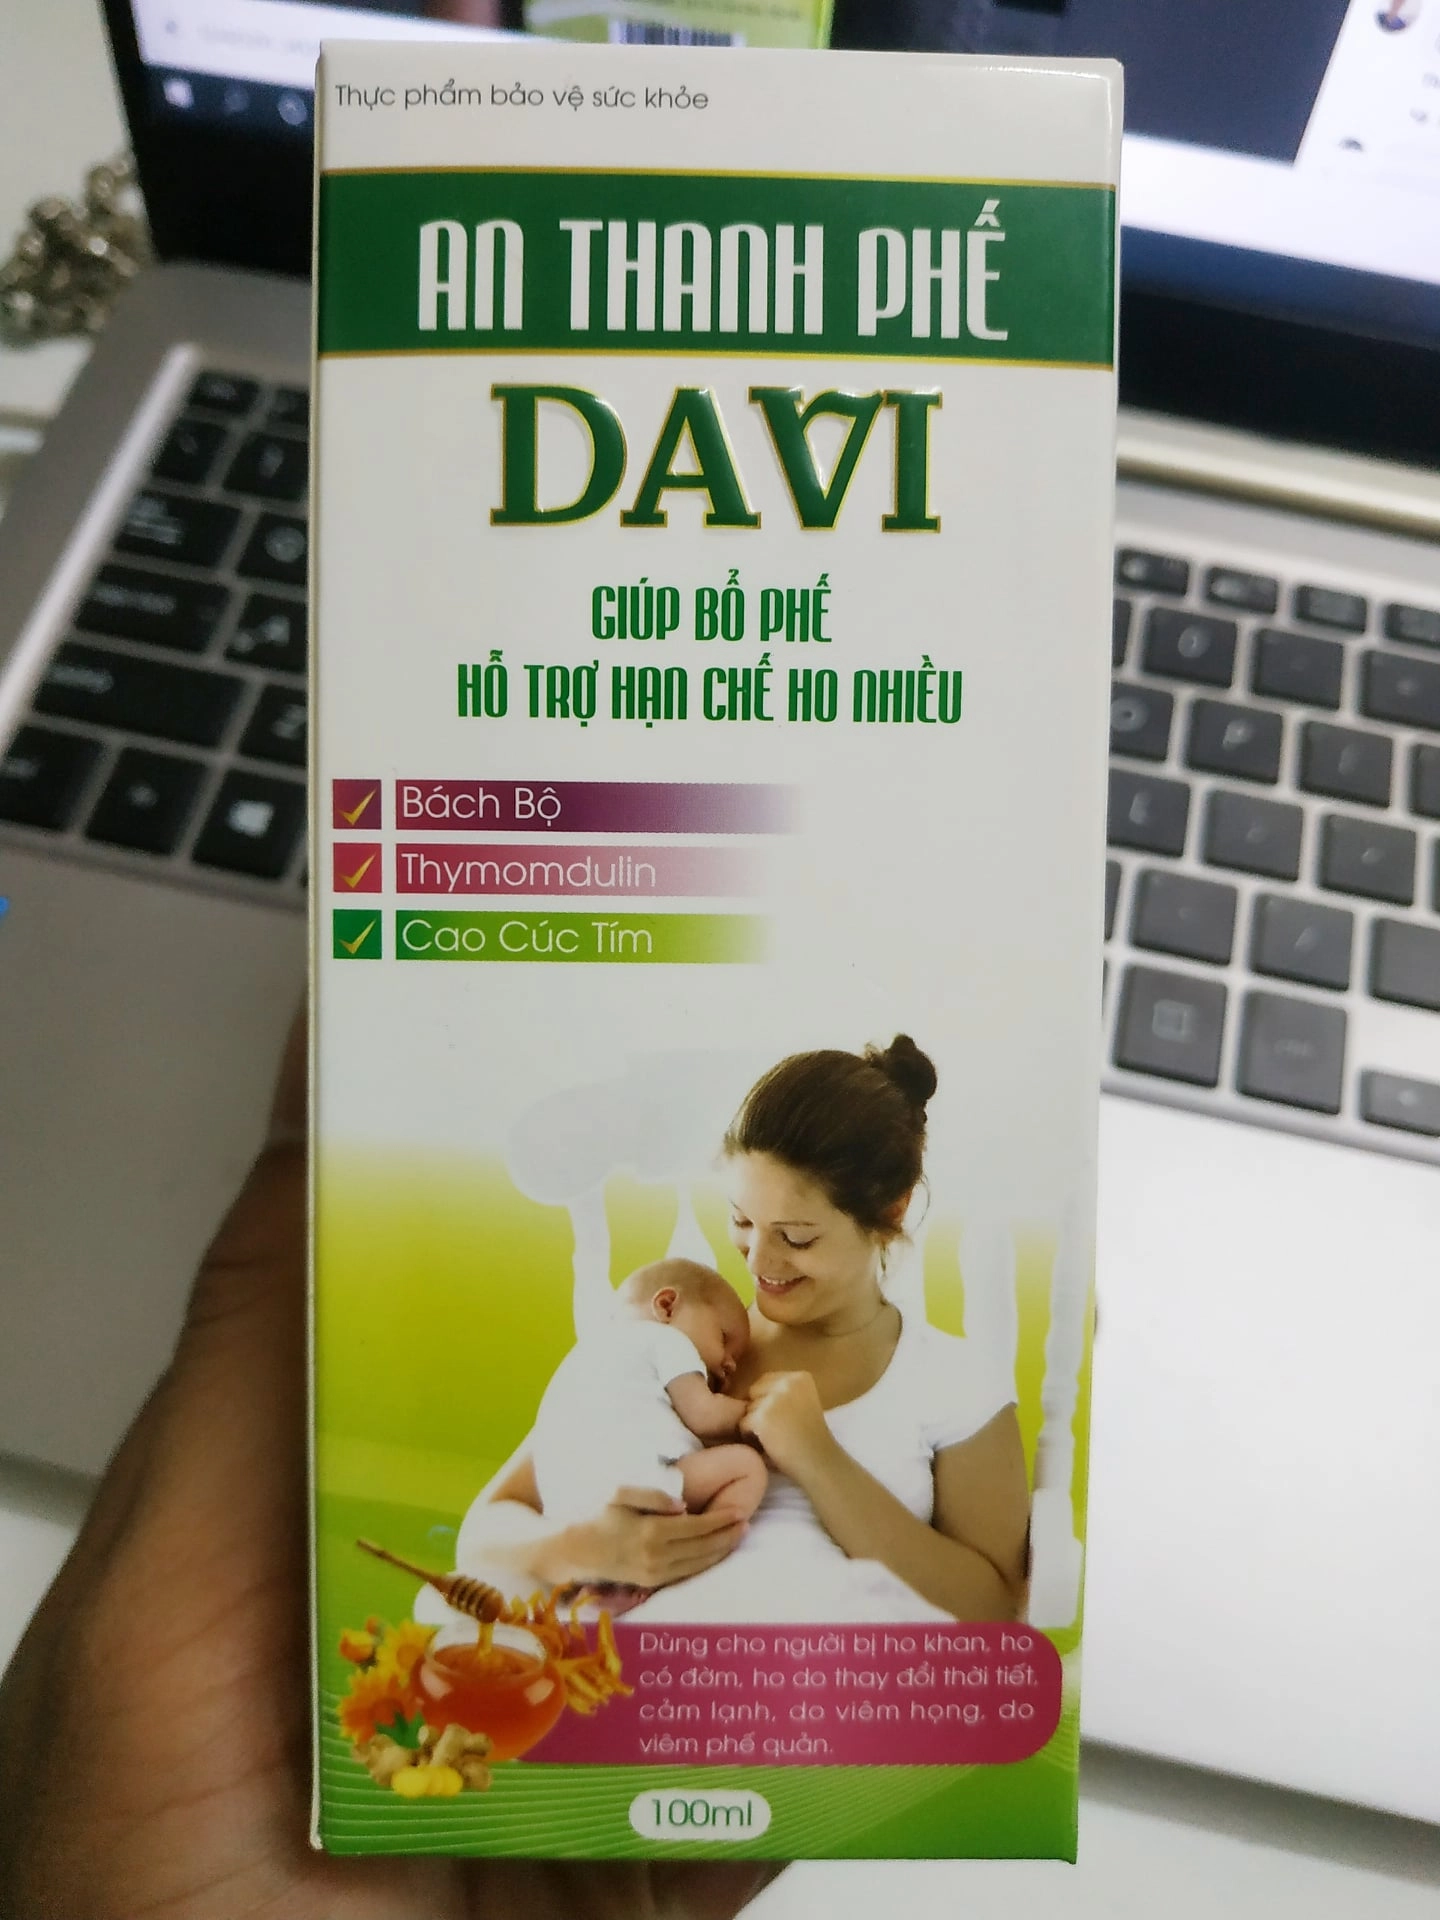 Thực phẩm bảo vệ sức khỏe
AN THANH PHẾ
DAVI
GIÚP BỔ PHẾ
HỖ TRỢ HẠN CHẾ HO NHIỀU
Bách Bộ
Thymomdulin
Cao Cúc Tím
Dùng cho người bị ho khan, ho
có đờm, ho do thay đổi thời tiết,
cảm lạnh, do viêm họng, do
viêm phế quản.
100ml